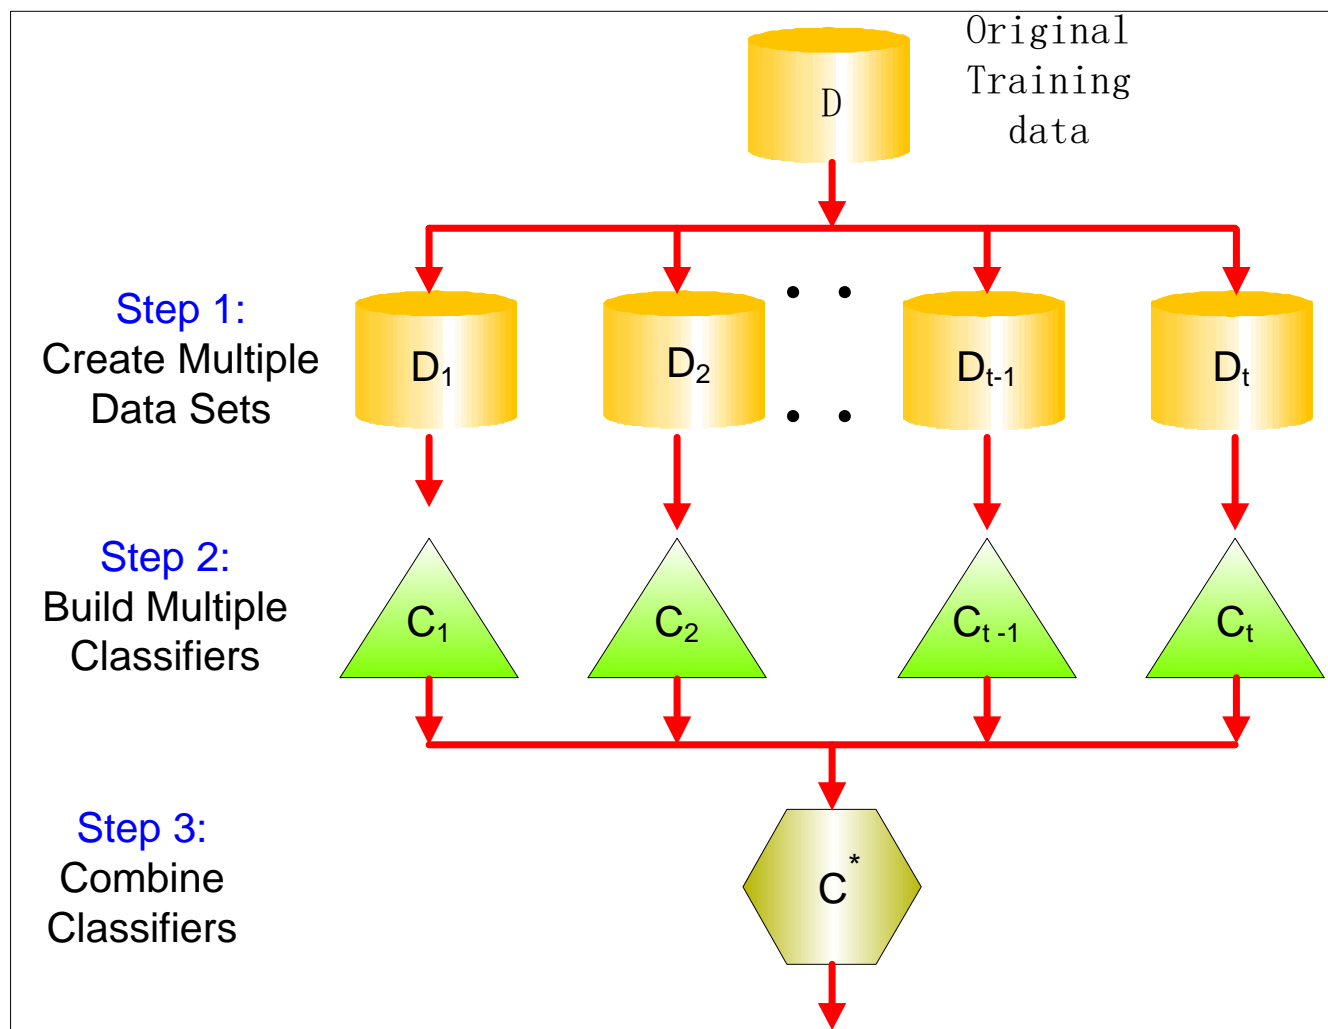 Original
Training
data
D
Step 1:
Create Multiple
Data Sets
D1
D2
. .
. .
Dt-1
Dt
Step 2:
Build Multiple
Classifiers
C1
C2
Ct -1
Ct
Step 3:
Combine
Classifiers
C*